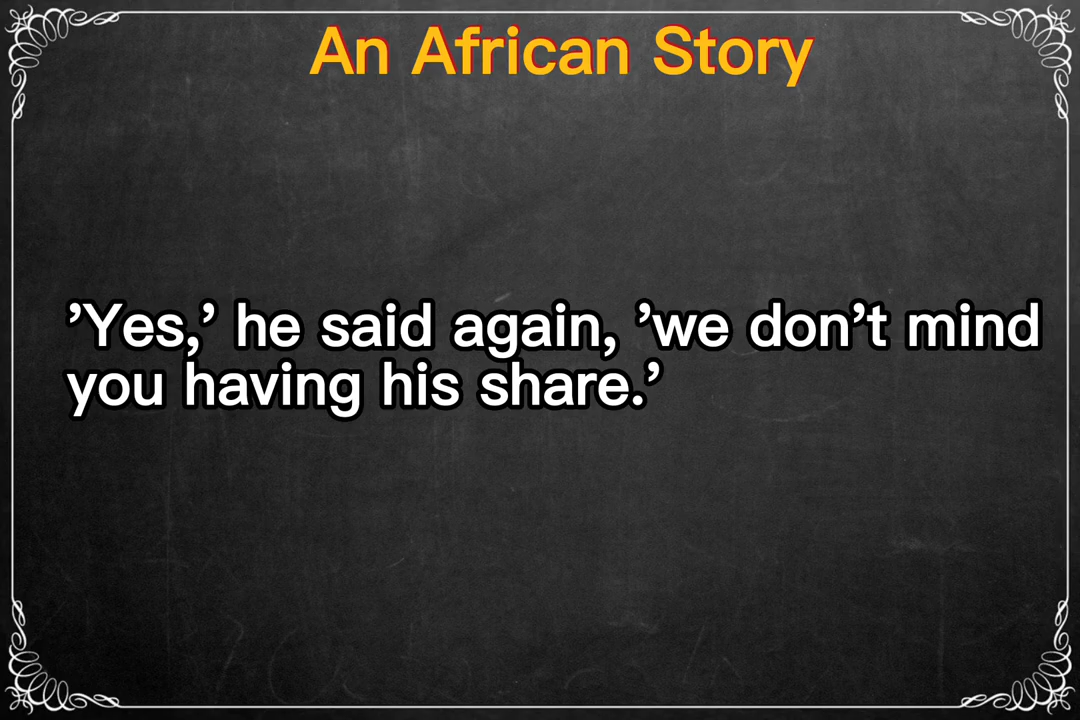 An African Story
’Yes,’ he said again, ’we don’t mind
you having his share.’